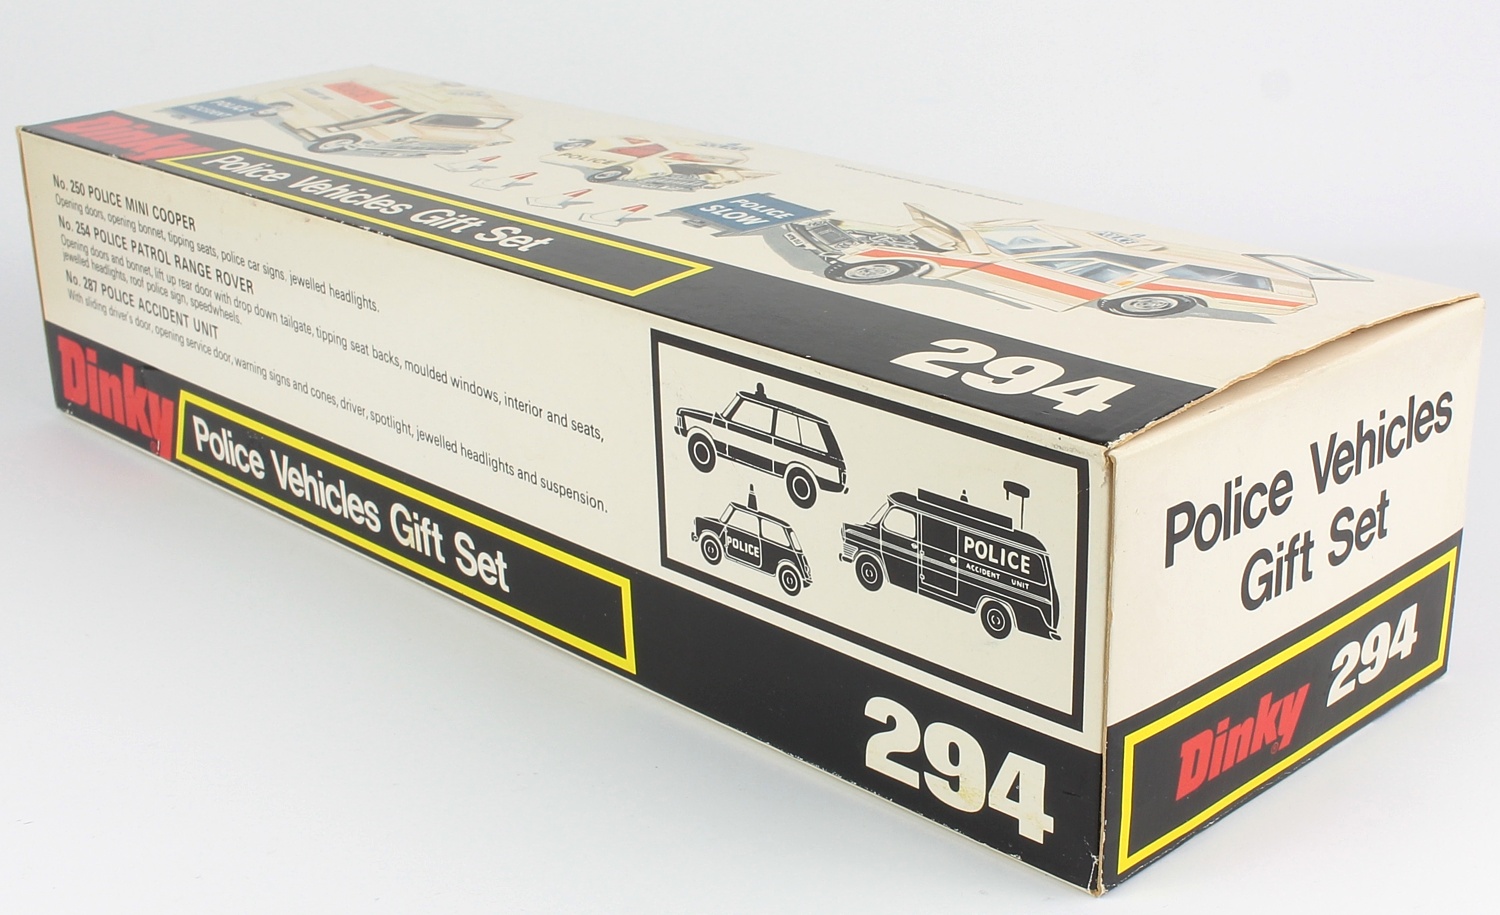 POLICE
ACCIDENT
POLICE
POLICE
SLOW
Dinky
Police Vehicles Gift Set
294
No. 250 POLICE MINI COOPER
Opening doors, opening bonnet, tipping seats, police car signs, jewelled headlights.
No. 254 POLICE PATROL RANGE ROVER
Opening doors and bonnet, lift up rear door with drop down tailgate, tipping seat backs, moulded windows, interior and seats,
jewelled headlights, roof police sign, speedwheels.
No. 287 POLICE ACCIDENT UNIT
With sliding driver's door, opening service door, warning signs and cones, driver, spotlight, jewelled headlights and suspension.
POLICE
POLICE
ACCIDENT UNIT
Dinky
Police Vehicles Gift Set
294
Police Vehicles
Gift Set
Dinky 294